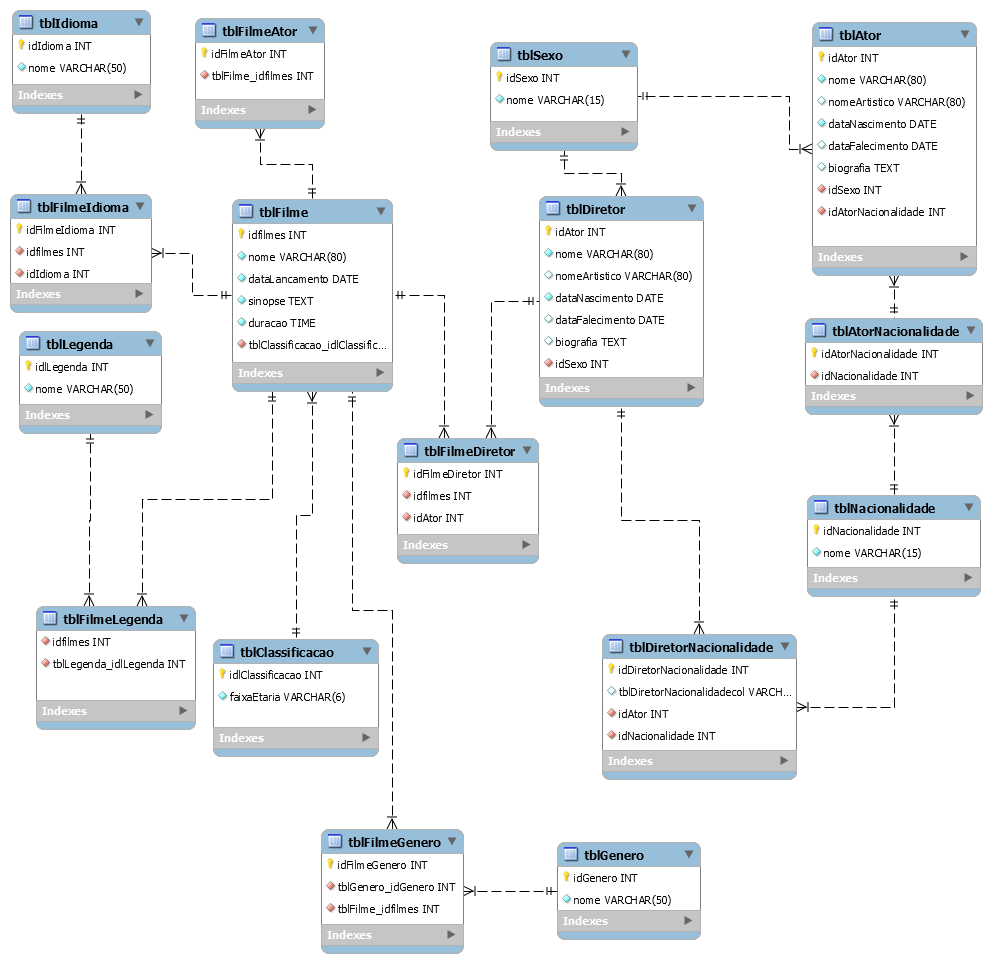 tblIdioma
idIdioma INT
nome VARCHAR(50)
Indexes
tblFilmeAtor
idFilmeAtor INT
tblFilme_idfilmes INT
Indexes
tblSexo
idSexo INT
nome VARCHAR(15)
Indexes
tblAtor
idAtor INT
nome VARCHAR(80)
nomeArtistico VARCHAR(80)
dataNascimento DATE
dataFalecimento DATE
biografia TEXT
idSexo INT
idAtorNacionalidade INT
Indexes
tblFilmeIdioma
idFilmeIdioma INT
idfilmes INT
idIdioma INT
Indexes
tblFilme
idfilmes INT
nome VARCHAR(80)
dataLancamento DATE
sinopse TEXT
duracao TIME
tblClassificacao_idlClassific...
Indexes
tblDiretor
idAtor INT
nome VARCHAR(80)
nomeArtistico VARCHAR(80)
dataNascimento DATE
dataFalecimento DATE
biografia TEXT
idSexo INT
Indexes
tblAtorNacionalidade
idAtorNacionalidade INT
idNacionalidade INT
Indexes
tblLegenda
idlLegenda INT
nome VARCHAR(50)
Indexes
tblFilmeDiretor
idFilmeDiretor INT
idfilmes INT
idAtor INT
Indexes
tblNacionalidade
idNacionalidade INT
nome VARCHAR(15)
Indexes
tblFilmeLegenda
idfilmes INT
tblLegenda_idlLegenda INT
Indexes
tblClassificacao
idlClassificacao INT
faixaEtaria VARCHAR(6)
Indexes
tblDiretorNacionalidade
idDiretorNacionalidade INT
tblDiretorNacionalidadecol VARCH...
idAtor INT
idNacionalidade INT
Indexes
tblFilmeGenero
idFilmeGenero INT
tblGenero_idGenero INT
tblFilme_idfilmes INT
Indexes
tblGenero
idGenero INT
nome VARCHAR(50)
Indexes